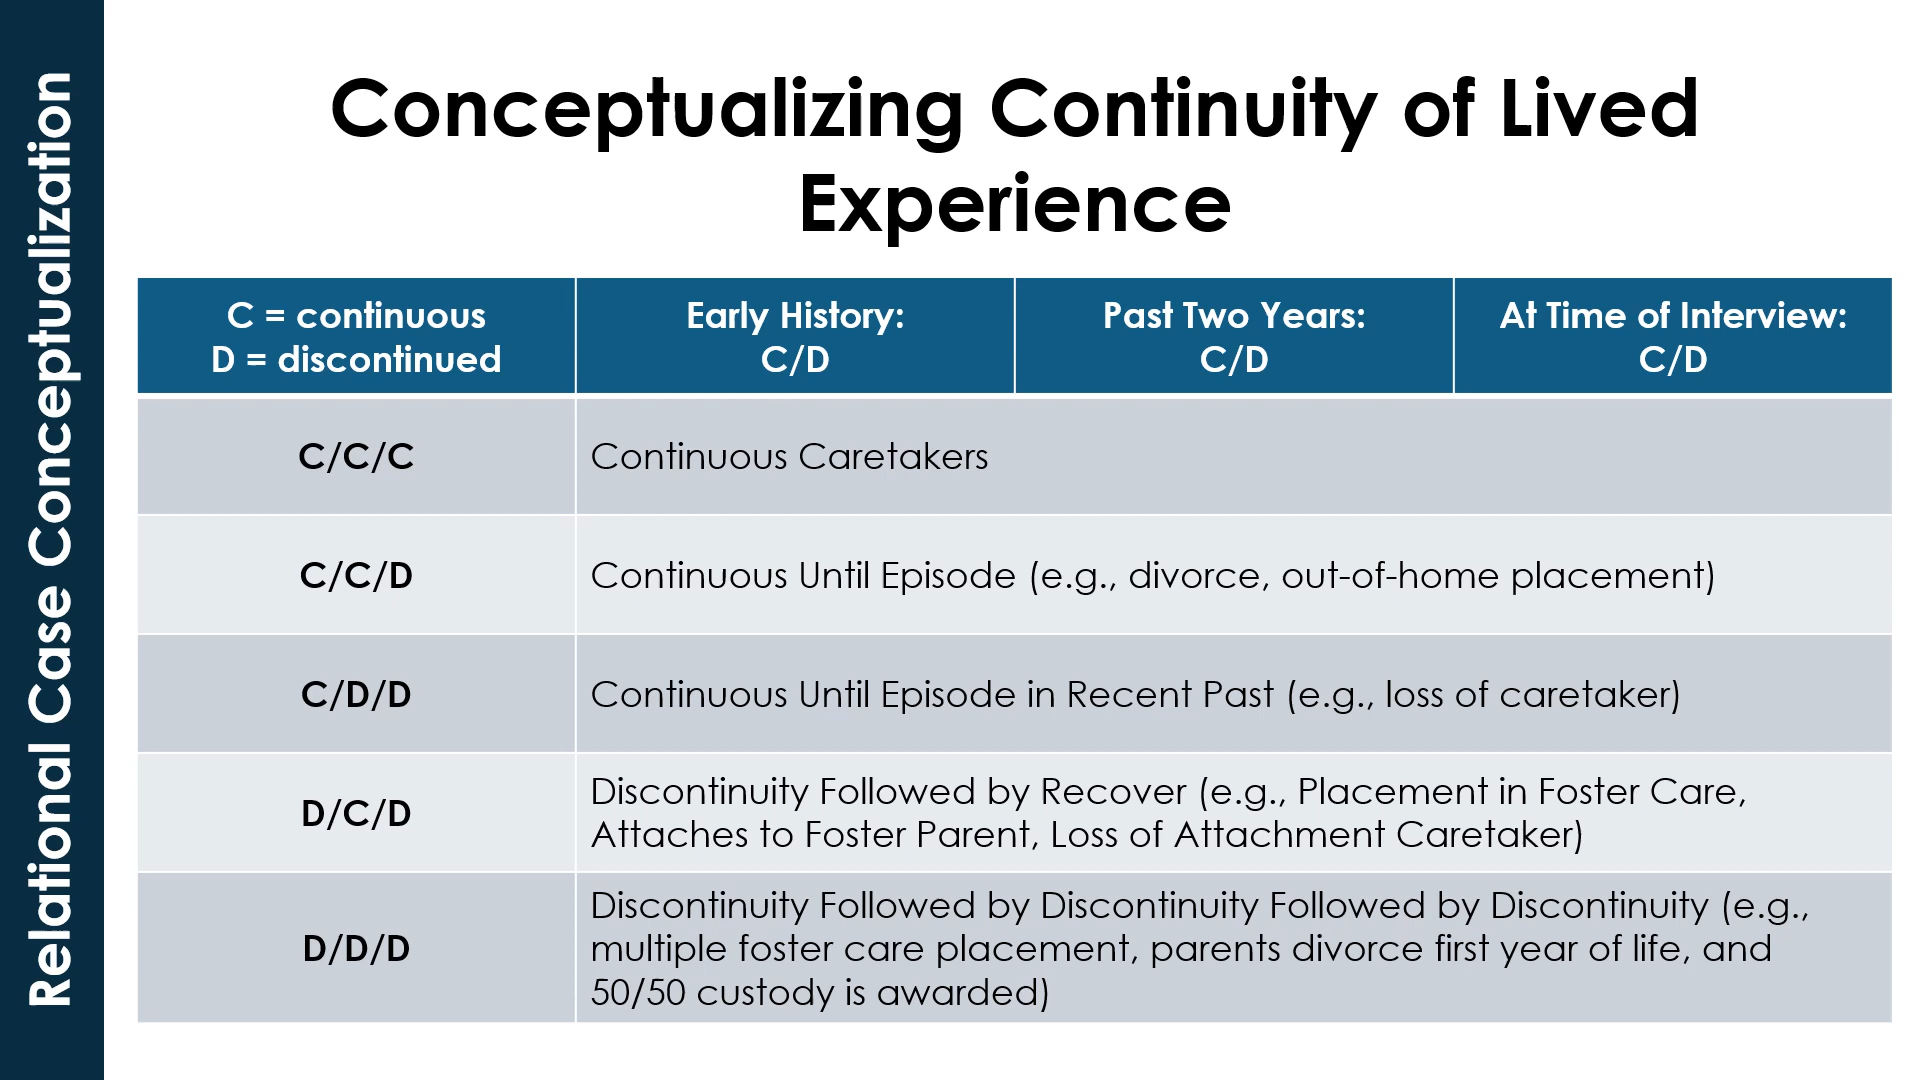 Relational Case Conceptualization
Conceptualizing Continuity of Lived
Experience
C = continuous
D = discontinued
Early History:
C/D
Past Two Years:
C/D
At Time of Interview:
C/D
C/C/C
Continuous Caretakers
C/C/D
Continuous Until Episode (e.g., divorce, out-of-home placement)
C/D/D
Continuous Until Episode in Recent Past (e.g., loss of caretaker)
D/C/D
Discontinuity Followed by Recover (e.g., Placement in Foster Care,
Attaches to Foster Parent, Loss of Attachment Caretaker)
D/D/D
Discontinuity Followed by Discontinuity Followed by Discontinuity (e.g.,
multiple foster care placement, parents divorce first year of life, and
50/50 custody is awarded)